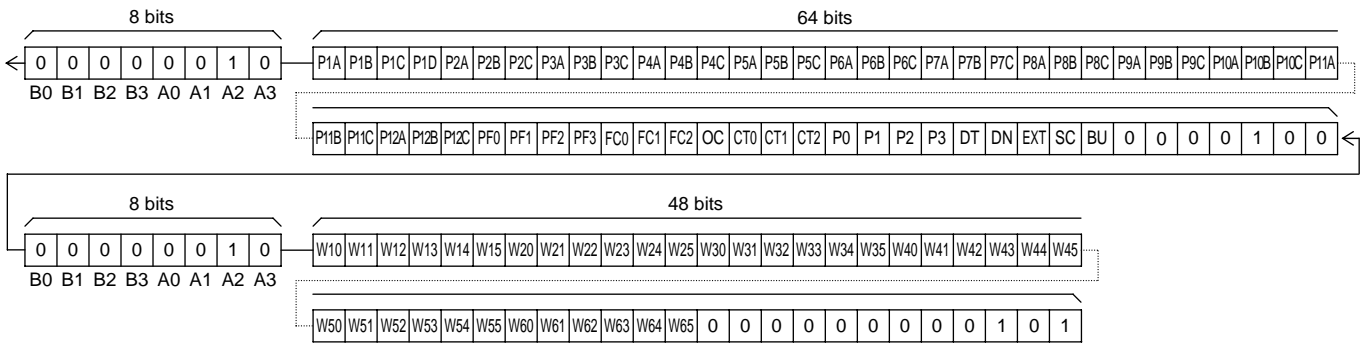 8 bits 64 bits
0 0 0 0 0 0 1 0 P1A P1B P1C P1D P2A P2B P2C P3A P3B P3C P4A P4B P4C P5A P5B P5C P6A P6B P6C P7A P7B P7C P8A P8B P8C P9A P9B P9C P10A P10B P10C P11A
B0 B1 B2 B3 A0 A1 A2 A3
P11B P11C P12A P12B P12C PF0 PF1 PF2 PF3 FC0 FC1 FC2 OC CT0 CT1 CT2 P0 P1 P2 P3 DT DN EXT SC BU 0 0 0 0 1 0 0
8 bits 48 bits
0 0 0 0 0 0 1 0 W10 W11 W12 W13 W14 W15 W20 W21 W22 W23 W24 W25 W30 W31 W32 W33 W34 W35 W40 W41 W42 W43 W44 W45
B0 B1 B2 B3 A0 A1 A2 A3
W50 W51 W52 W53 W54 W55 W60 W61 W62 W63 W64 W65 0 0 0 0 0 0 0 0 0 1 0 1